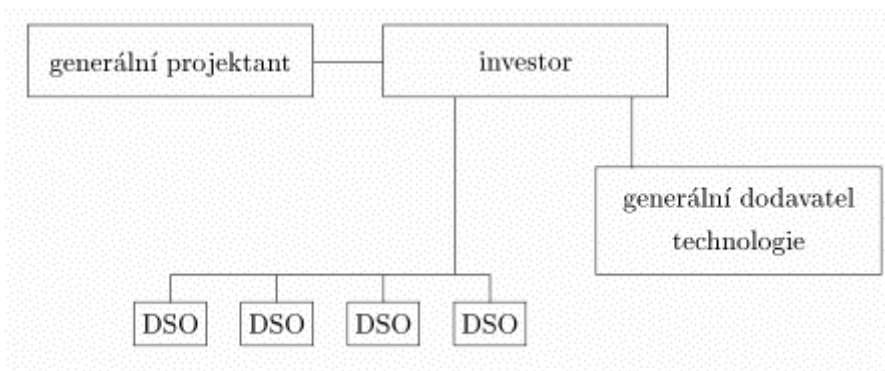 generální projektant
investor
generální dodavatel
technologie
DSO
DSO
DSO
DSO